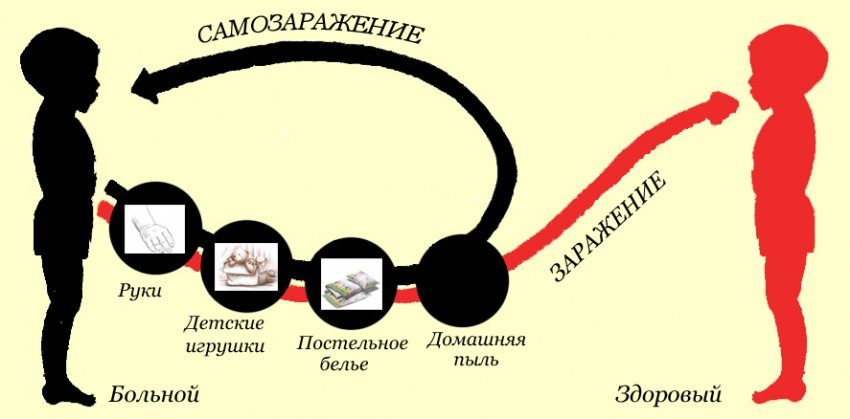 САМОЗАРАЖЕНИЕ
ЗАРАЖЕНИЕ
Руки
Детские
игрушки
Постельное
белье
Домашняя
пыль
Больной
Здоровый